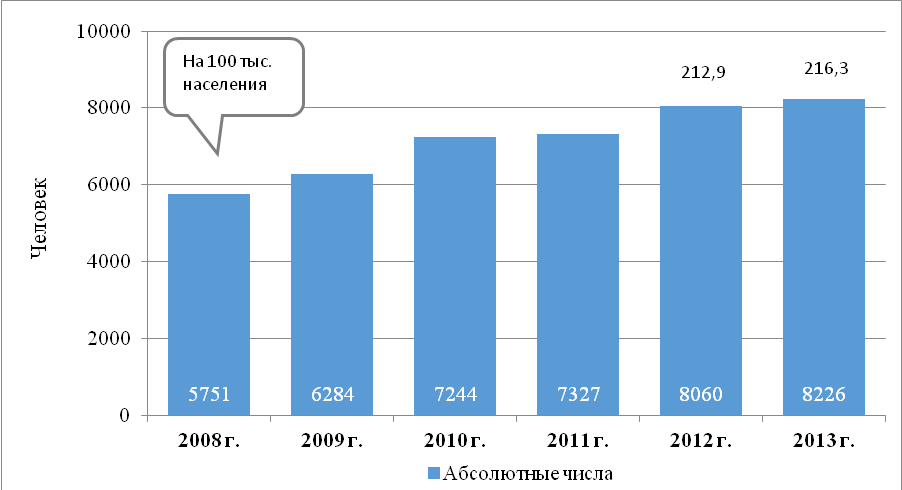 10000
8000
6000
4000
2000
0
Человек
На 100 тыс.
населения
212,9
216,3
5751
6284
7244
7327
8060
8226
2008 г.
2009 г.
2010 г.
2011 г.
2012 г.
2013 г.
Абсолютные числа